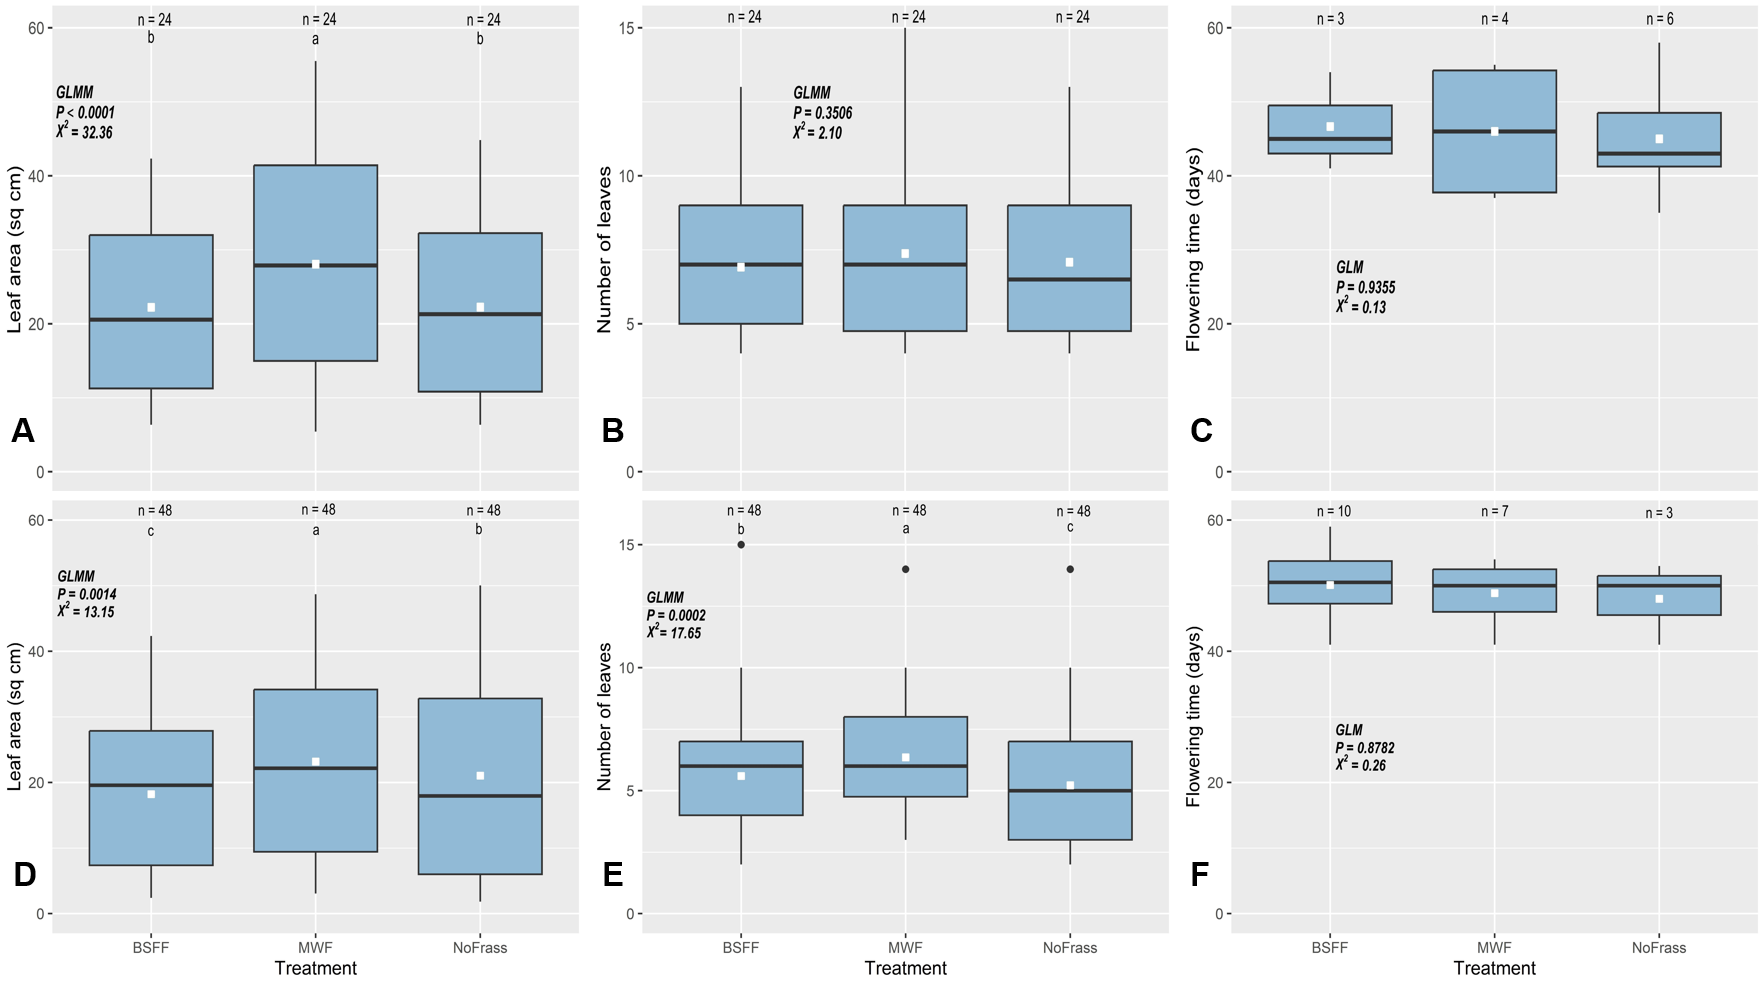 n = 24
n = 24
n = 24
b
a
b
GLMM
P < 0.0001
X² = 32.36
60
40
20
0
Leaf area (sq cm)
A
n = 24
n = 24
n = 24
GLMM
P = 0.3506
X² = 2.10
15
10
5
0
Number of leaves
B
n = 3
n = 4
n = 6
GLM
P = 0.9355
X² = 0.13
60
40
20
0
Flowering time (days)
C
n = 48
n = 48
n = 48
c
a
b
GLMM
P = 0.0014
X² = 13.15
60
40
20
0
Leaf area (sq cm)
D
BSFF
MWF
NoFrass
Treatment
n = 48
n = 48
n = 48
b
a
c
GLMM
P = 0.0002
X² = 17.65
15
10
5
0
Number of leaves
E
BSFF
MWF
NoFrass
Treatment
n = 10
n = 7
n = 3
GLM
P = 0.8782
X² = 0.26
60
40
20
0
Flowering time (days)
F
BSFF
MWF
NoFrass
Treatment